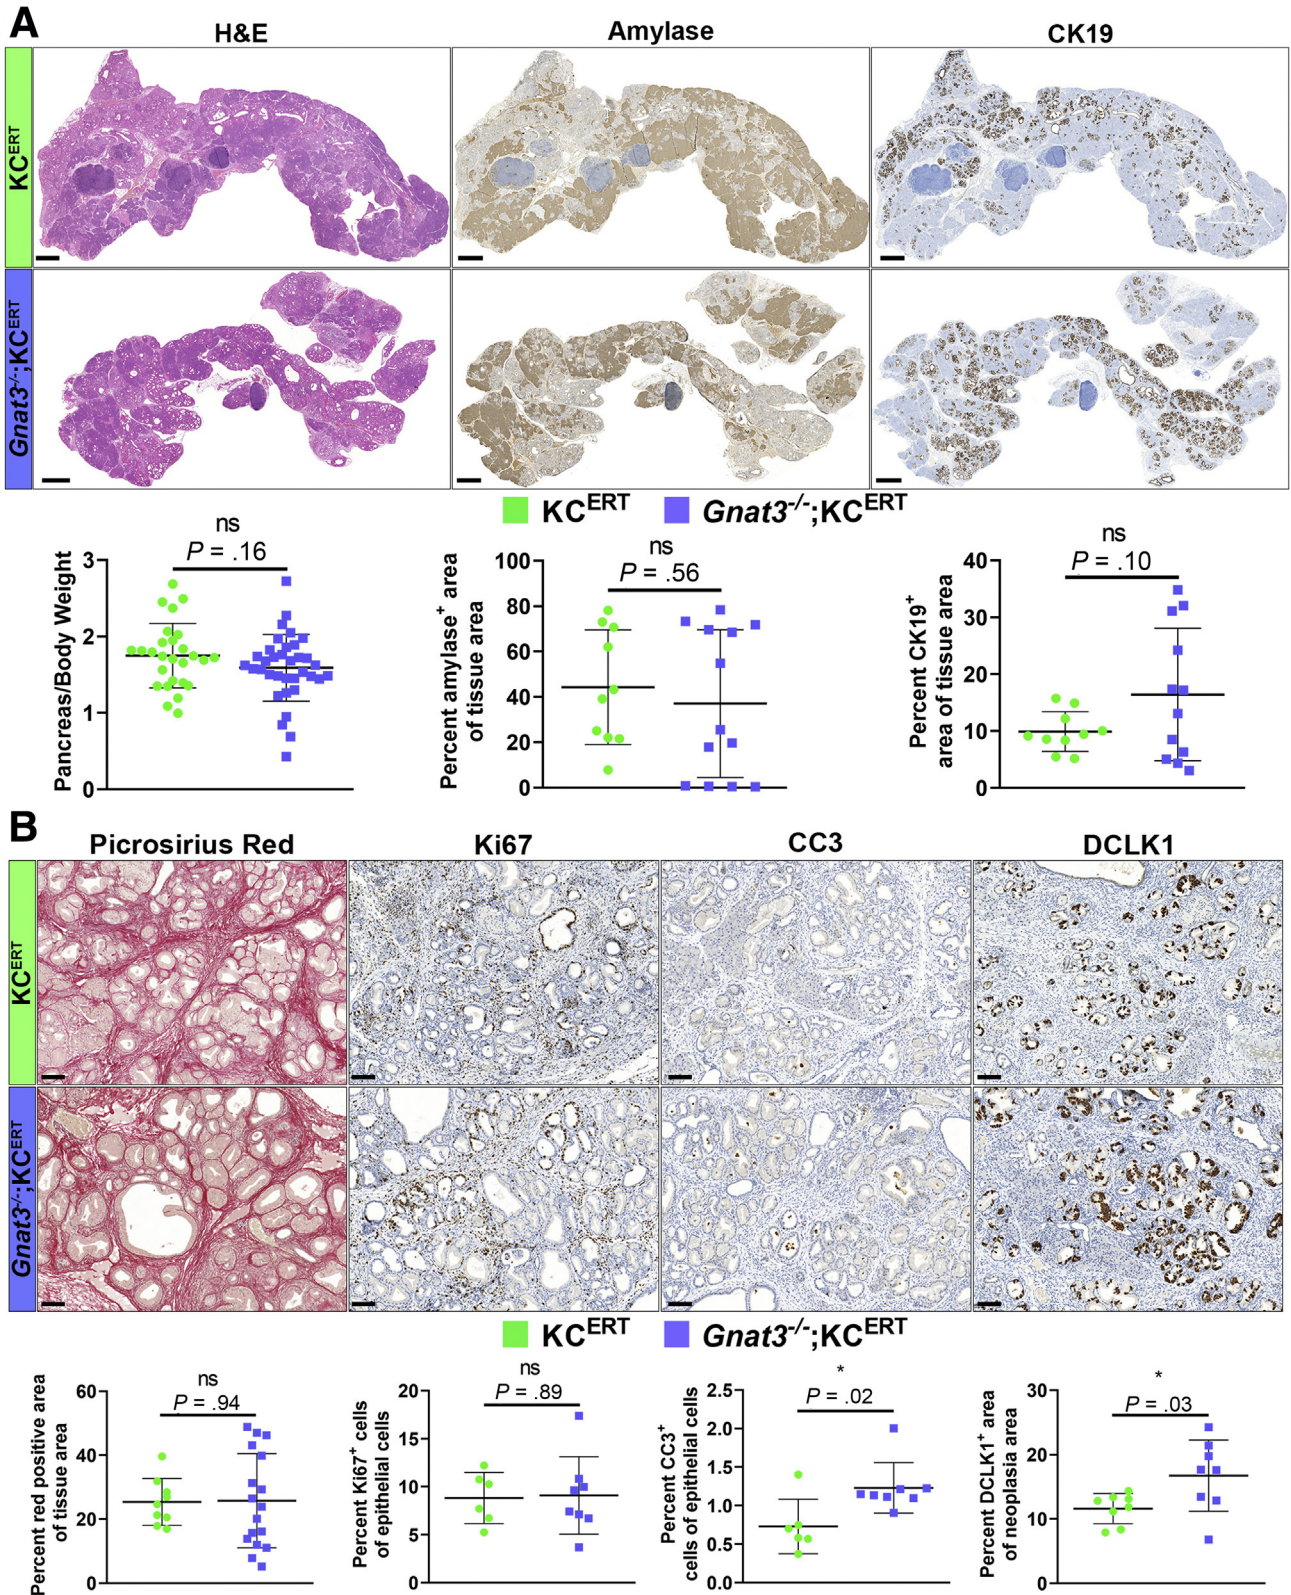 A
H&E
Amylase
CK19
KC^ERT
Gnat3^-/-;KC^ERT
KC^ERT
Gnat3^-/-;KC^ERT
ns
P = .16
Pancreas/Body Weight
3
2
1
0
ns
P = .56
Percent amylase+ area
of tissue area
100
80
60
40
20
0
ns
P = .10
Percent CK19+
area of tissue area
40
30
20
10
0
B
Picrosirius Red
Ki67
CC3
DCLK1
KC^ERT
Gnat3^-/-;KC^ERT
KC^ERT
Gnat3^-/-;KC^ERT
ns
P = .94
Percent red positive area
of tissue area
60
40
20
0
ns
P = .89
Percent Ki67+ cells
of epithelial cells
20
15
10
5
0
*
P = .02
Percent CC3+
cells of epithelial cells
2.5
2.0
1.5
1.0
0.5
0.0
*
P = .03
Percent DCLK1+ area
of neoplasia area
30
20
10
0